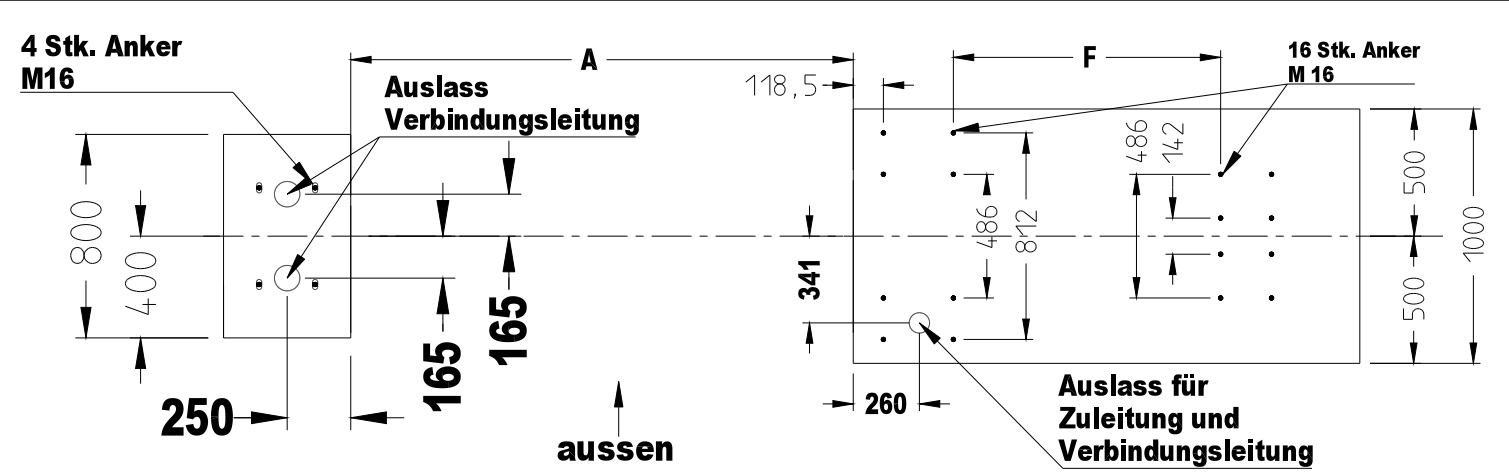 4 Stk. Anker
M16
Auslass
Verbindungsleitung
A
118,5
F
16 Stk. Anker
M 16
800
400
250
165
165
aussen
341
260
486
812
486
142
500
500
1000
Auslass für
Zuleitung und
Verbindungsleitung